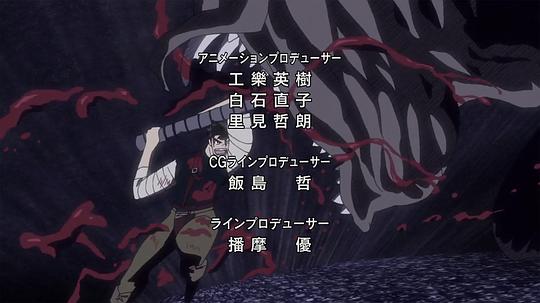 アニメーションプロデューサー
工樂英樹
白石直子
里見哲朗
CGラインプロデューサー
飯島 哲
ラインプロデューサー
播摩 優